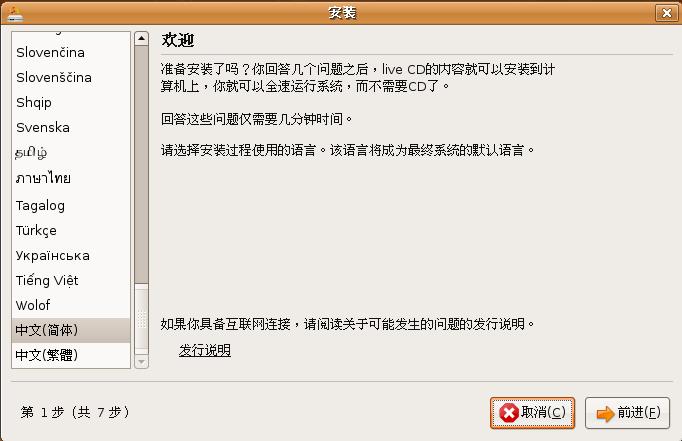 安装
欢迎
Slovenčina
Slovenščina
Shqip
Svenska
தமிழ்
ภาษาไทย
Tagalog
Türkçe
Українська
Tiếng Việt
Wolof
中文(简体)
中文(繁體)
准备安装了吗？你回答几个问题之后，live CD的内容就可以安装到计
算机上，你就可以全速运行系统，而不需要CD了。
回答这些问题仅需要几分钟时间。
请选择安装过程使用的语言。该语言将成为最终系统的默认语言。
如果你具备互联网连接，请阅读关于可能发生的问题的发行说明。
发行说明
第 1 步 (共 7 步)
取消(C)
前进(F)